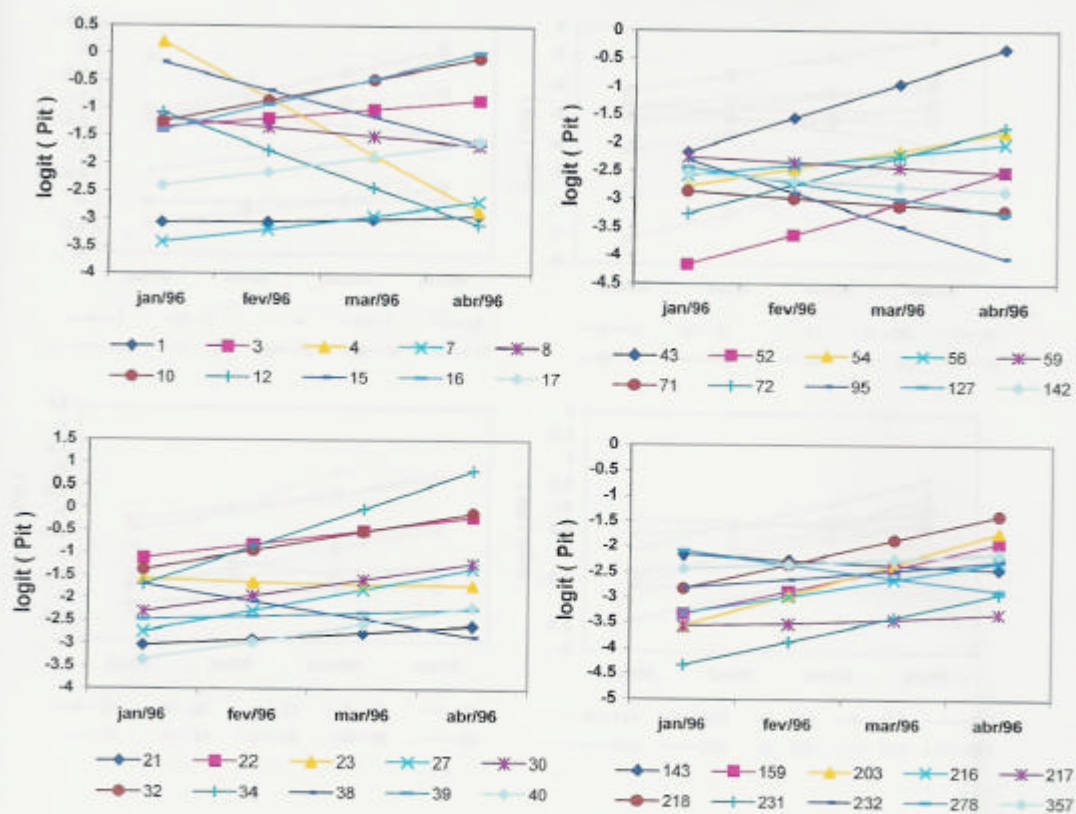 logit ( Pit )
0.5
0
-0.5
-1
-1.5
-2
-2.5
-3
-3.5
-4
jan/96 fev/96 mar/96 abr/96
1 3 4 7 8
10 12 15 16 17
logit ( Pit )
0
-0.5
-1
-1.5
-2
-2.5
-3
-3.5
-4
-4.5
jan/96 fev/96 mar/96 abr/96
43 52 54 56 59
71 72 95 127 142
logit ( Pit )
1.5
1
0.5
0
-0.5
-1
-1.5
-2
-2.5
-3
-3.5
-4
jan/96 fev/96 mar/96 abr/96
21 22 23 27 30
32 34 38 39 40
logit ( Pit )
0
-0.5
-1
-1.5
-2
-2.5
-3
-3.5
-4
-4.5
-5
jan/96 fev/96 mar/96 abr/96
143 159 203 216 217
218 231 232 278 357